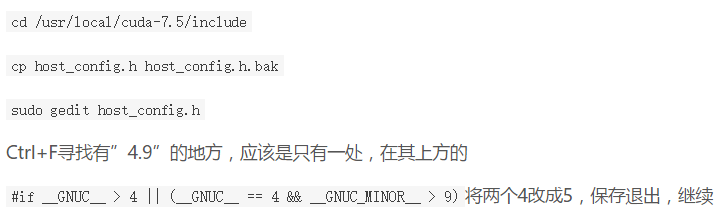 cd /usr/local/cuda-7.5/include
cp host_config.h host_config.h.bak
sudo gedit host_config.h
Ctrl+F寻找有”4.9”的地方，应该是只有一处，在其上方的
#if __GNUC__ > 4 || (__GNUC__ == 4 && __GNUC_MINOR__ > 9) 将两个4改成5，保存退出，继续